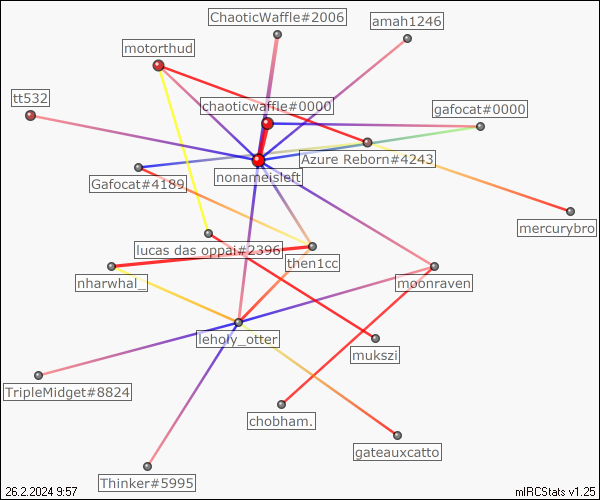 ChaoticWaffle#2006
amah1246
motorthud
tt532
chaoticwaffle#0000
gafocat#0000
Azure Reborn#4243
nonameisleft
Gafocat#4189
mercurybro
lucas das oppai#2396
then1cc
nharwhal_
moonraven
leholy_otter
mukszi
TripleMidget#8824
chobham.
gateauxcatto
Thinker#5995
26.2.2024 9:57
mIRCStats v1.25